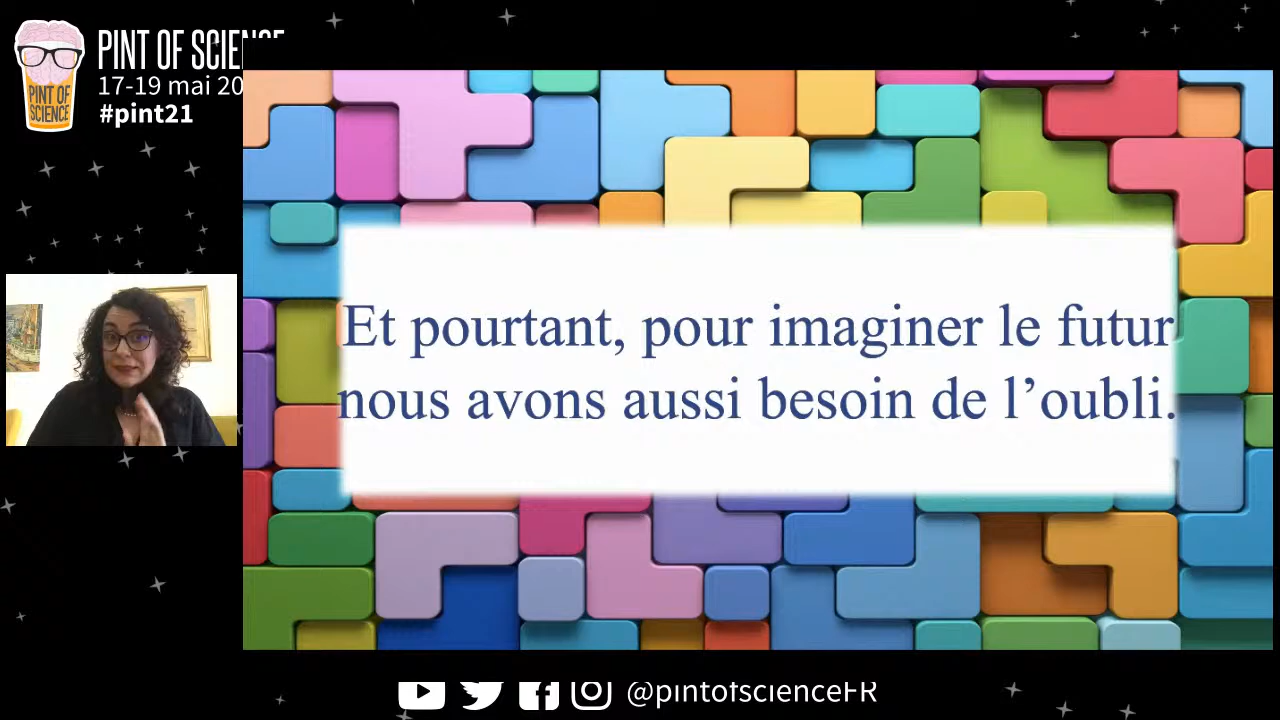 PINT OF SCIENCE
17-19 mai 20
#pint21
PINT OF
SCIENCE
Et pourtant, pour imaginer le futur
nous avons aussi besoin de l’oubli.
@pintofscienceFR